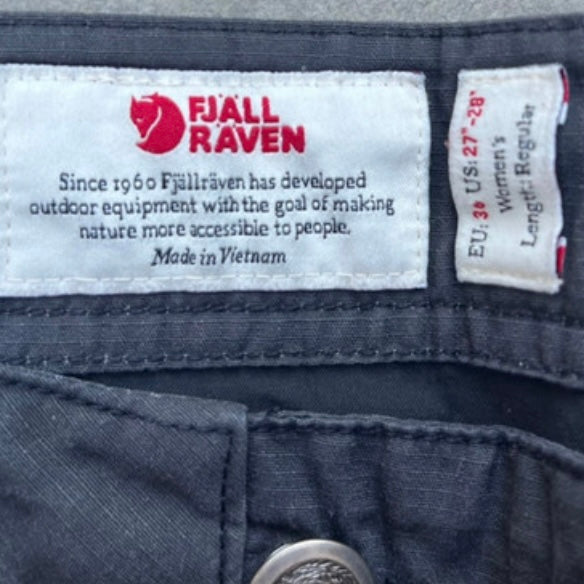 FJÄLL
RÄVEN
Since 1960 Fjällräven has developed
outdoor equipment with the goal of making
nature more accessible to people.
Made in Vietnam
EU: 36 US: 27"-28"
Women's
Length: Regular